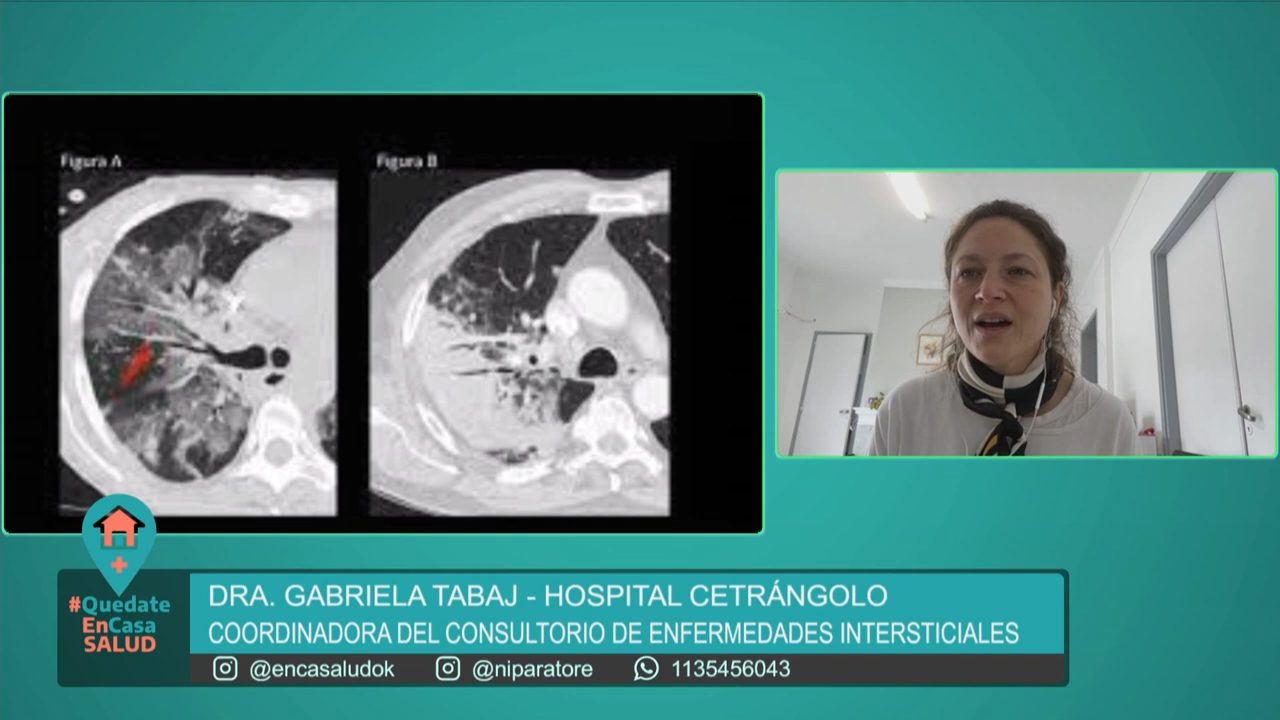 Figura A
Figura B
#Quedate
EnCasa
SALUD
DRA. GABRIELA TABAJ - HOSPITAL CETRÁNGOLO
COORDINADORA DEL CONSULTORIO DE ENFERMEDADES INTERSTICIALES
@encasaludok @niparatore 1135456043